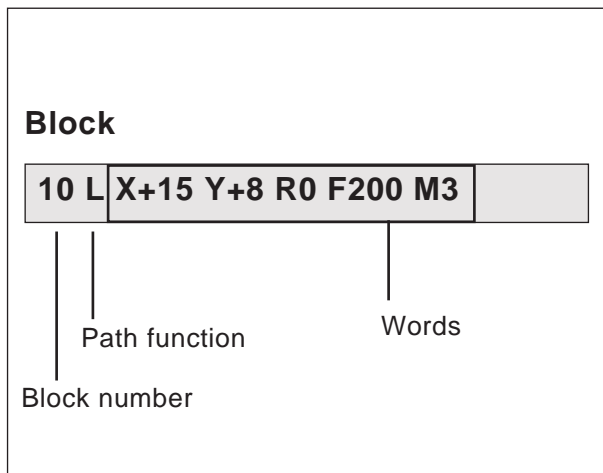 Block
10 L X+15 Y+8 R0 F200 M3
Path function
Words
Block number